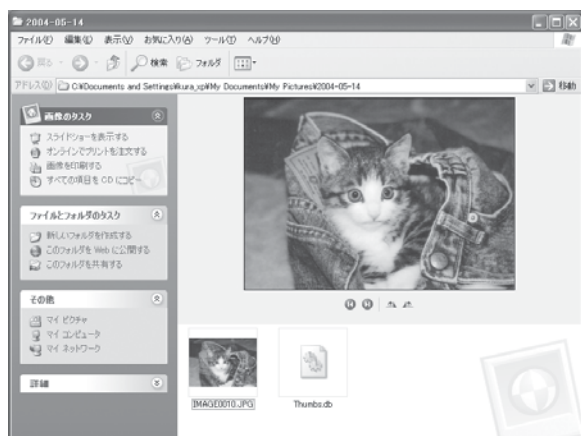 2004-05-14
ファイル(F) 編集(E) 表示(V) お気に入り(A) ツール(T) ヘルプ(H)
戻る 検索 フォルダ
アドレス(D) C:¥Documents and Settings¥kura_xp¥My Documents¥My Pictures¥2004-05-14 移動
画像のタスク
スライドショーを表示する
オンラインでプリントを注文する
画像を印刷する
すべての項目を CD にコピー
ファイルとフォルダのタスク
新しいフォルダを作成する
このフォルダを Web に公開する
このフォルダを共有する
その他
マイ ピクチャ
マイ コンピュータ
マイ ネットワーク
詳細
IMAGE0010.JPG Thumbs.db